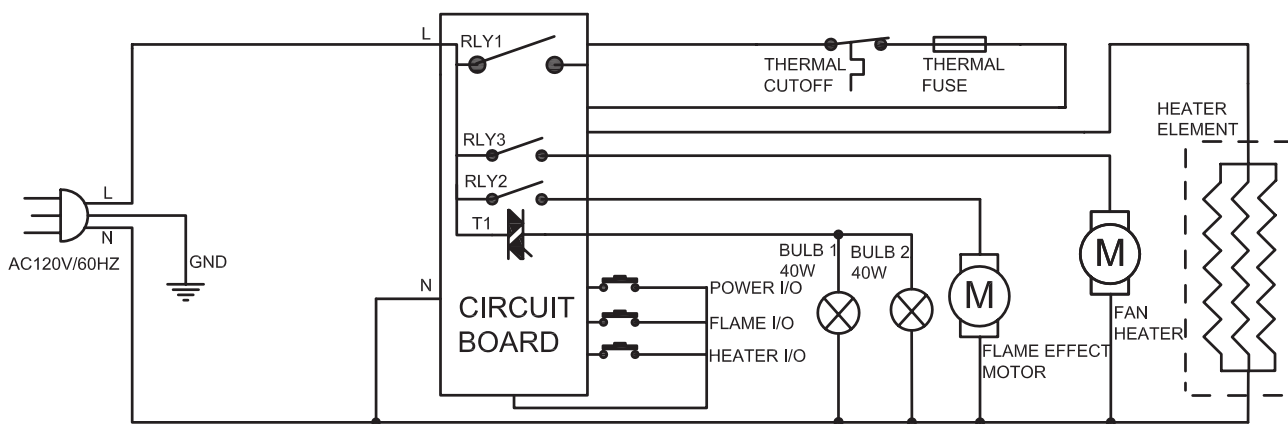 L
RLY1
THERMAL
CUTOFF
THERMAL
FUSE
HEATER
ELEMENT
RLY3
RLY2
T1
L
N
AC120V/60HZ
GND
N
CIRCUIT
BOARD
POWER I/O
FLAME I/O
HEATER I/O
BULB 1
40W
BULB 2
40W
M
FLAME EFFECT
MOTOR
M
FAN
HEATER